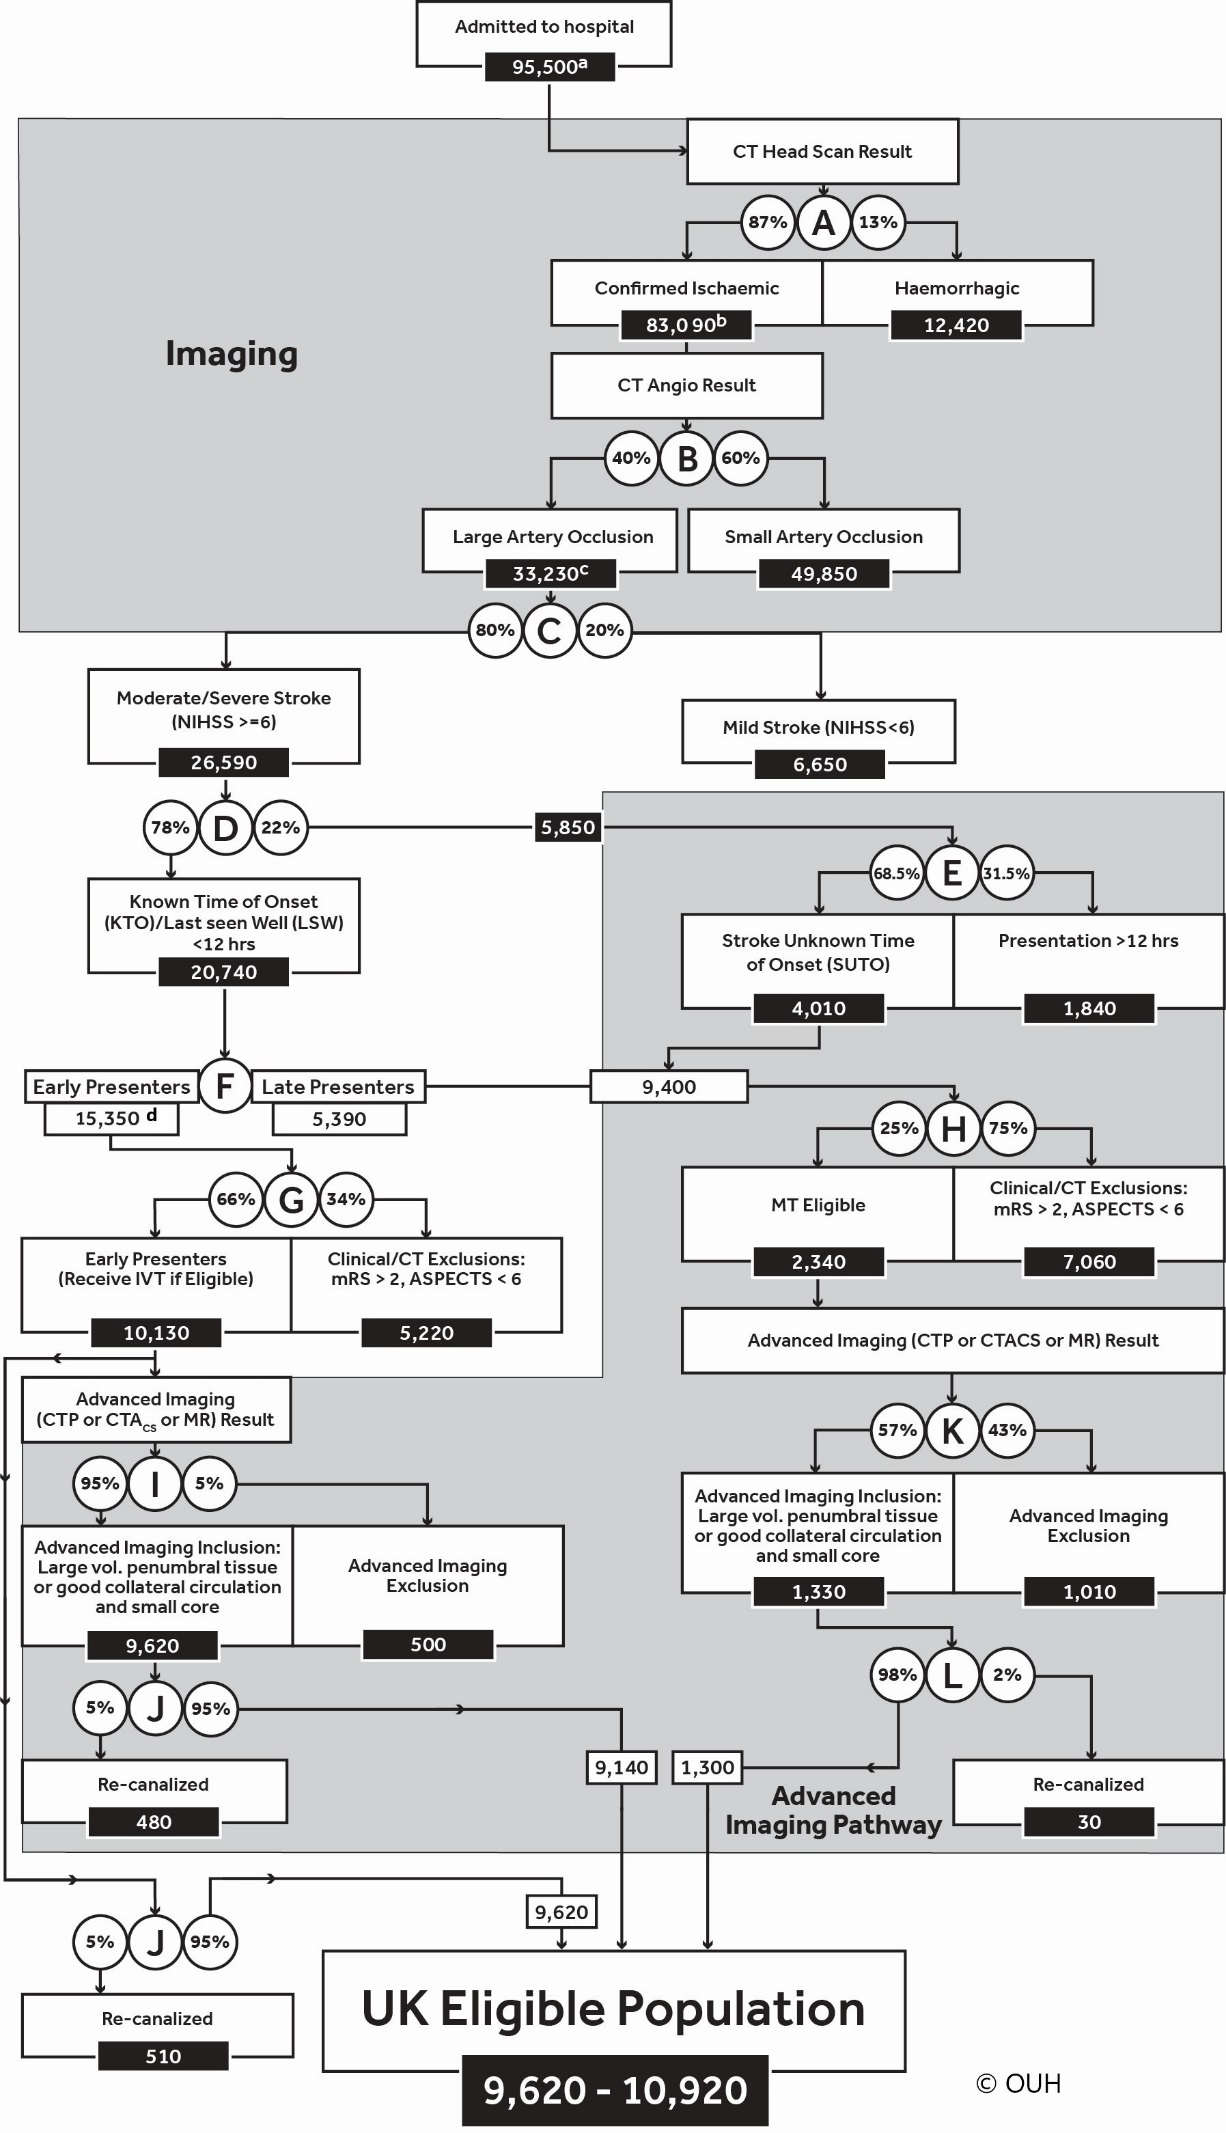 Admitted to hospital
95,500a
CT Head Scan Result
87% A 13%
Confirmed Ischaemic
83,0 90b
Haemorrhagic
12,420
Imaging
CT Angio Result
40% B 60%
Large Artery Occlusion
33,230c
Small Artery Occlusion
49,850
80% C 20%
Moderate/Severe Stroke
(NIHSS >=6)
26,590
Mild Stroke (NIHSS<6)
6,650
78% D 22%
5,850
68.5% E 31.5%
Known Time of Onset
(KTO)/Last seen Well (LSW)
<12 hrs
20,740
Stroke Unknown Time
of Onset (SUTO)
4,010
Presentation >12 hrs
1,840
Early Presenters
15,350 d
F
Late Presenters
5,390
9,400
25% H 75%
66% G 34%
MT Eligible
2,340
Clinical/CT Exclusions:
mRS > 2, ASPECTS < 6
7,060
Early Presenters
(Receive IVT if Eligible)
10,130
Clinical/CT Exclusions:
mRS > 2, ASPECTS < 6
5,220
Advanced Imaging (CTP or CTACS or MR) Result
Advanced Imaging
(CTP or CTACS or MR) Result
57% K 43%
95% I 5%
Advanced Imaging Inclusion:
Large vol. penumbral tissue
or good collateral circulation
and small core
1,330
Advanced Imaging
Exclusion
1,010
Advanced Imaging Inclusion:
Large vol. penumbral tissue
or good collateral circulation
and small core
9,620
Advanced Imaging
Exclusion
500
98% L 2%
5% J 95%
9,140
1,300
Re-canalized
480
Advanced
Imaging Pathway
Re-canalized
30
9,620
5% J 95%
Re-canalized
510
UK Eligible Population
9,620 - 10,920
© OUH